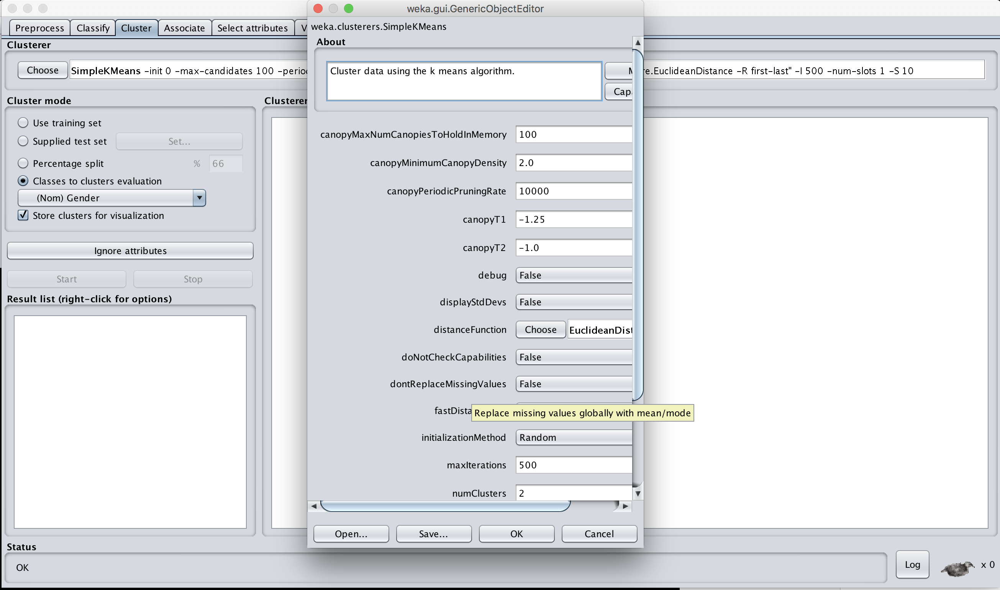 weka.gui.GenericObjectEditor
Preprocess Classify Cluster Associate Select attributes V
weka.clusterers.SimpleKMeans
Clusterer
About
Choose SimpleKMeans -init 0 -max-candidates 100 -perio
Cluster data using the k means algorithm.
re.EuclideanDistance -R first-last" -I 500 -num-slots 1 -S 10
M
Cap
Cluster mode
Clusterer
Use training set
Supplied test set Set...
Percentage split % 66
Classes to clusters evaluation
(Nom) Gender
Store clusters for visualization
Ignore attributes
Start Stop
Result list (right-click for options)
canopyMaxNumCanopiesToHoldInMemory 100
canopyMinimumCanopyDensity 2.0
canopyPeriodicPruningRate 10000
canopyT1 -1.25
canopyT2 -1.0
debug False
displayStdDevs False
distanceFunction Choose EuclideanDist
doNotCheckCapabilities False
dontReplaceMissingValues False
fastDista
Replace missing values globally with mean/mode
initializationMethod Random
maxIterations 500
numClusters 2
Open... Save... OK Cancel
Status
OK
Log x 0